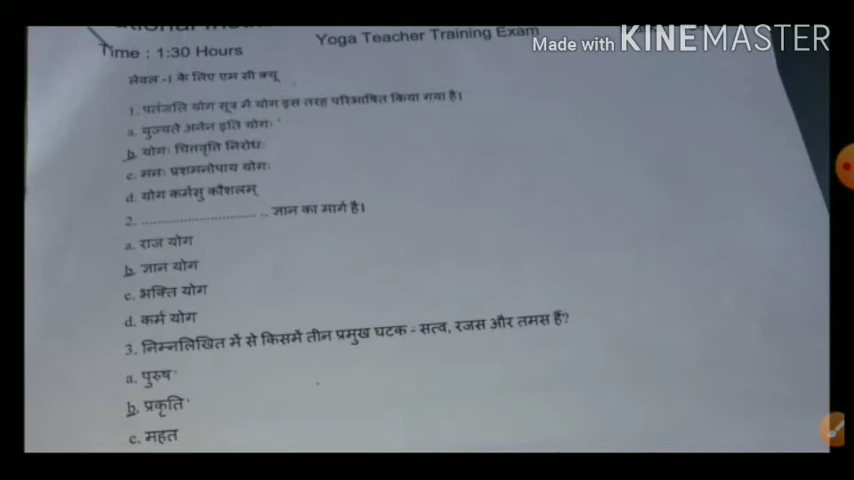 Yoga Teacher Training Exam
Made with KINEMASTER
Time : 1:30 Hours
लेवल -1 के लिए एम सी क्यू
1. पतंजलि योग सूत्र में योग इस तरह परिभाषित किया गया है।
a. युज्यते अनेन इति योगः
b. योगः चित्तवृति निरोधः
c. मनः प्रशमनोपाय योगः
d. योग कर्मसु कौशलम्
2. .................................. .. ज्ञान का मार्ग है।
a. राज योग
b. ज्ञान योग
c. भक्ति योग
d. कर्म योग
3. निम्नलिखित में से किसमें तीन प्रमुख घटक - सत्व, रजस और तमस हैं?
a. पुरुष
b. प्रकृति
c. महत